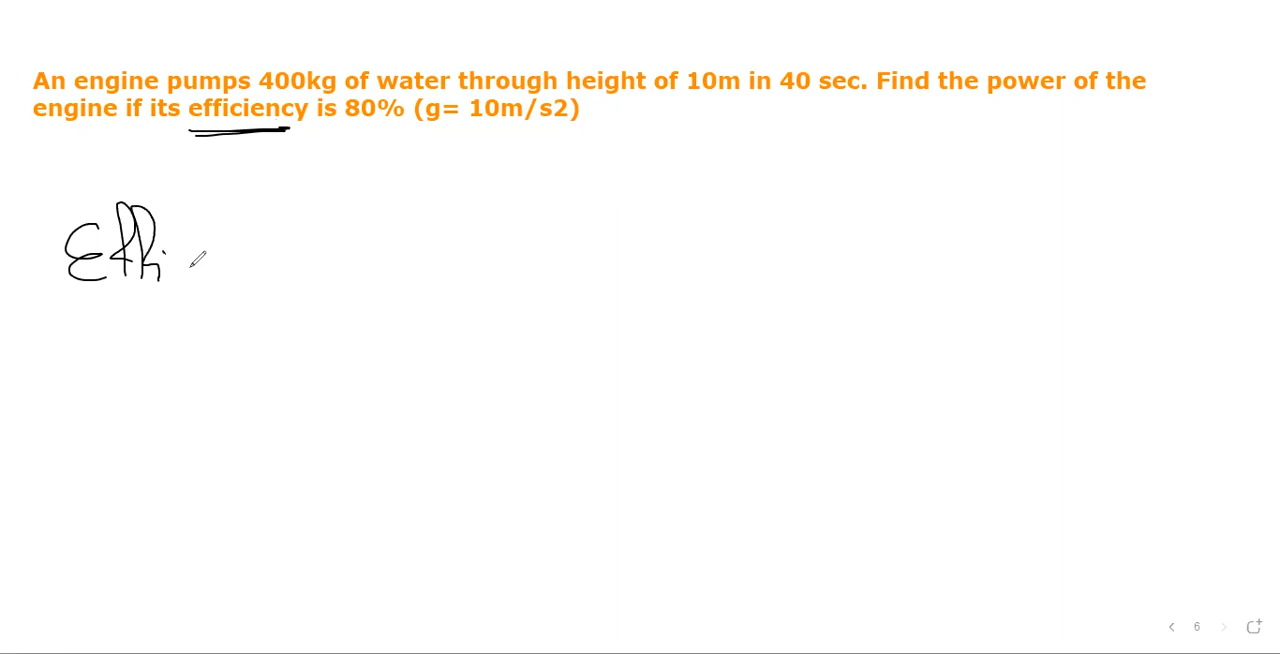 An engine pumps 400kg of water through height of 10m in 40 sec. Find the power of the
engine if its efficiency is 80% (g= 10m/s2)
Effi
6